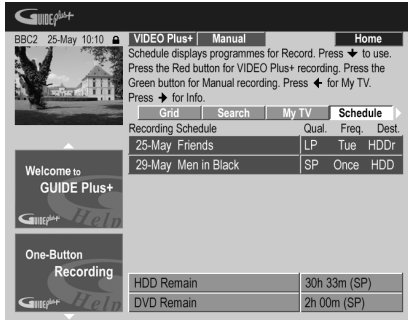 GUIDE Plus+
BBC2 25-May 10:10
VIDEO Plus+ Manual Home
Schedule displays programmes for Record. Press to use.
Press the Red button for VIDEO Plus+ recording. Press the
Green button for Manual recording. Press for My TV.
Press for Info.
Grid Search My TV Schedule
Recording Schedule Qual. Freq. Dest.
25-May Friends LP Tue HDDr
29-May Men in Black SP Once HDD
Welcome to
GUIDE Plus+
GUIDE Plus+ Help
One-Button
Recording
GUIDE Plus+ Help
HDD Remain 30h 33m (SP)
DVD Remain 2h 00m (SP)